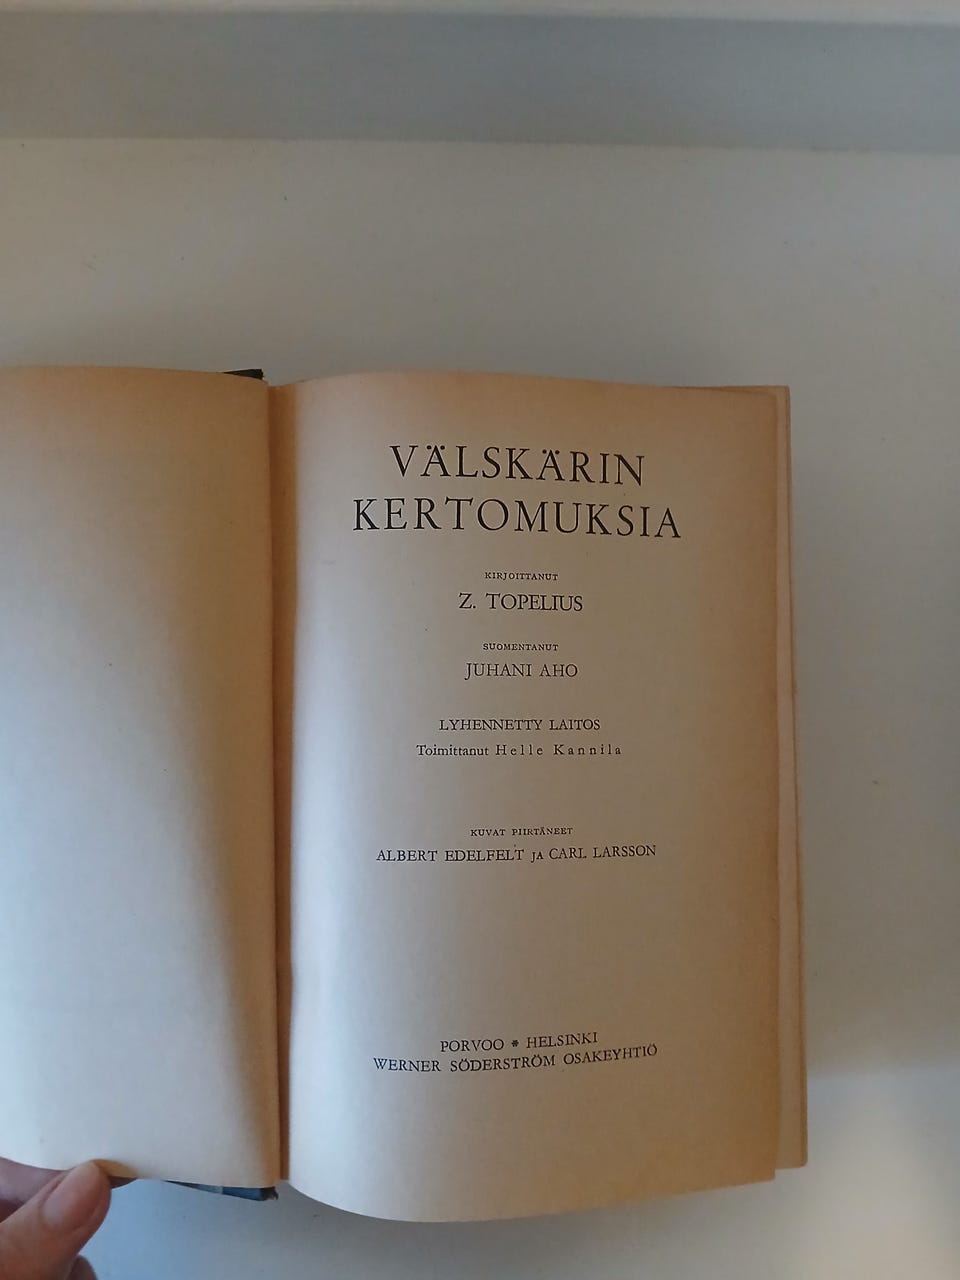 VÄLSKÄRIN
KERTOMUKSIA
KIRJOITTANUT
Z. TOPELIUS
SUOMENTANUT
JUHANI AHO
LYHENNETTY LAITOS
Toimittanut Helle Kannila
KUVAT PIIRTÄNEET
ALBERT EDELFELT JA CARL LARSSON
PORVOO * HELSINKI
WERNER SÖDERSTRÖM OSAKEYHTIÖ